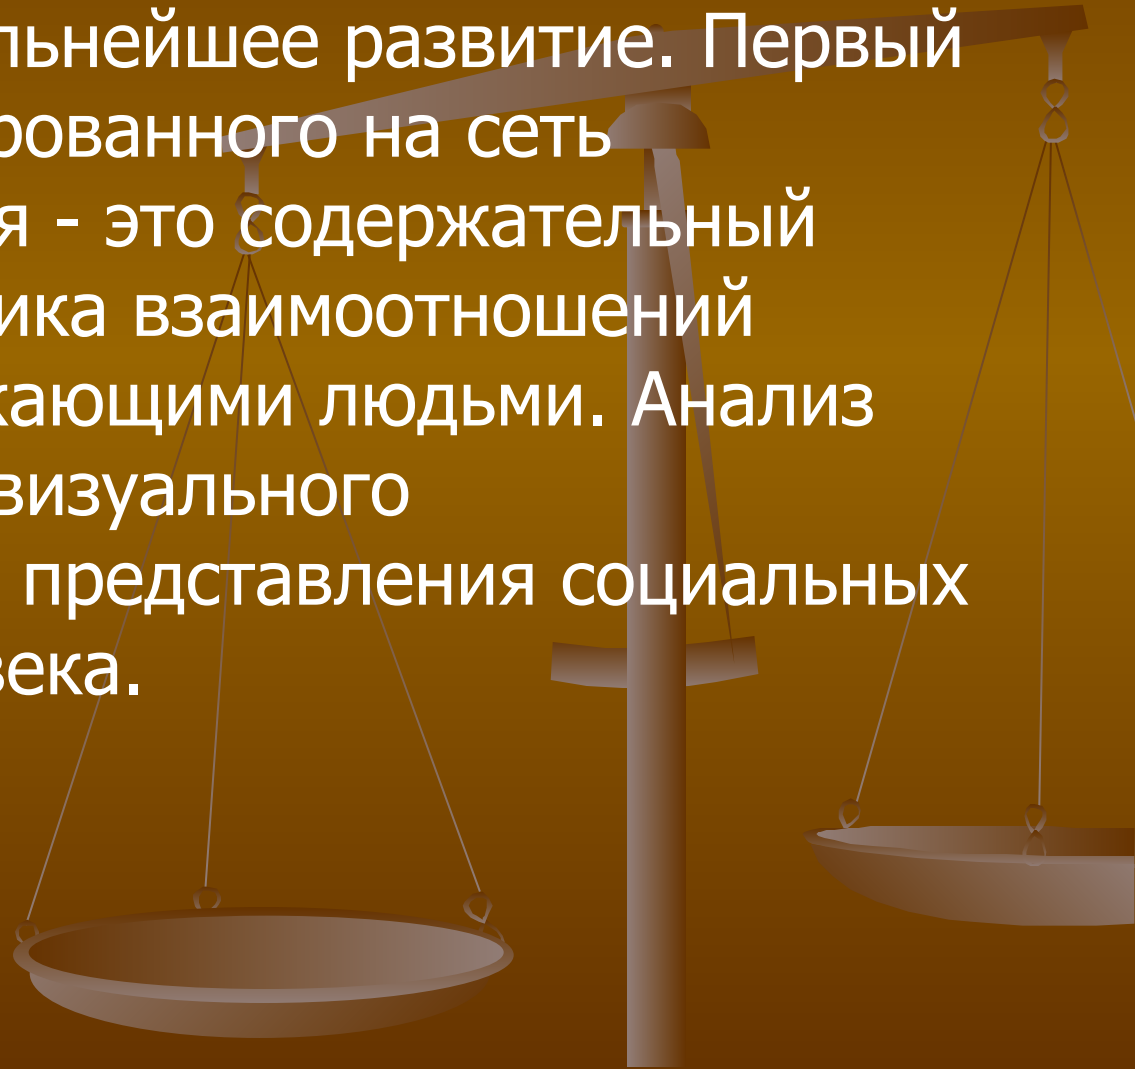 льнейшее развитие. Первый
рованного на сеть
я - это содержательный
ика взаимоотношений
кающими людьми. Анализ
визуального
представления социальных
века.